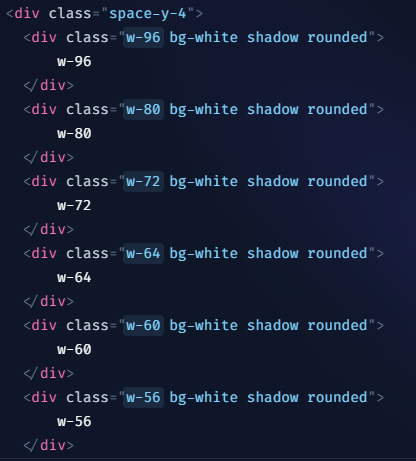 <div class="space-y-4">
  <div class="w-96 bg-white shadow rounded">
      w-96
  </div>
  <div class="w-80 bg-white shadow rounded">
      w-80
  </div>
  <div class="w-72 bg-white shadow rounded">
      w-72
  </div>
  <div class="w-64 bg-white shadow rounded">
      w-64
  </div>
  <div class="w-60 bg-white shadow rounded">
      w-60
  </div>
  <div class="w-56 bg-white shadow rounded">
      w-56
  </div>